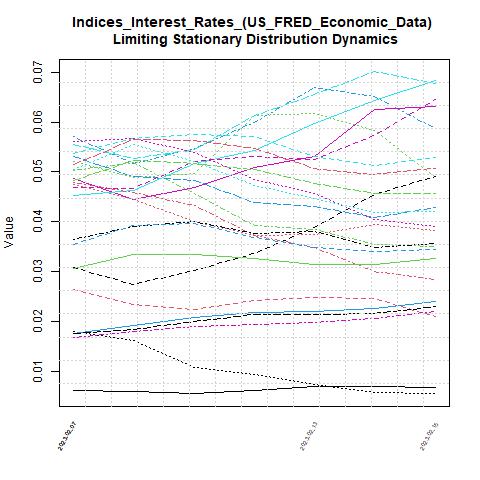 Indices_Interest_Rates_(US_FRED_Economic_Data)
Limiting Stationary Distribution Dynamics
Value
0.07
0.06
0.05
0.04
0.03
0.02
0.01